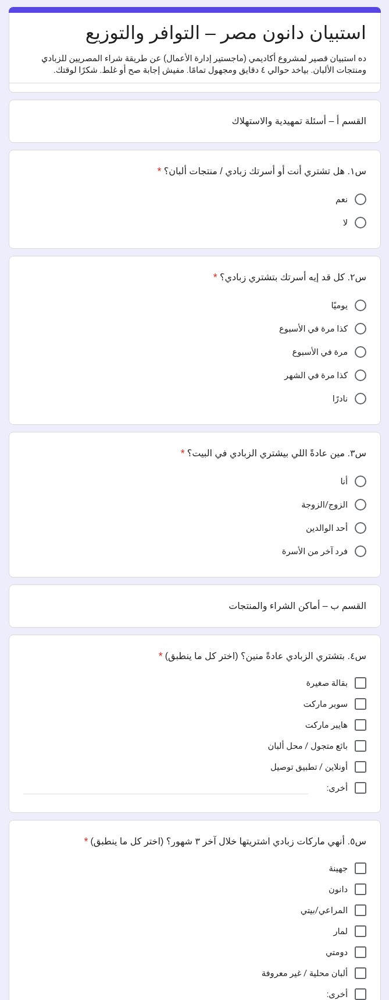 استبيان دانون مصر – التوافر والتوزيع
ده استبيان قصير لمشروع أكاديمي (ماجستير إدارة الأعمال) عن طريقة شراء المصريين للزبادي
ومنتجات الألبان. بياخد حوالي ٤ دقايق ومجهول تمامًا. مفيش إجابة صح أو غلط. شكرًا لوقتك.
القسم أ – أسئلة تمهيدية والاستهلاك
س١. هل تشتري أنت أو أسرتك زبادي / منتجات ألبان؟ *
نعم
لا
س٢. كل قد إيه أسرتك بتشتري زبادي؟ *
يوميًا
كذا مرة في الأسبوع
مرة في الأسبوع
كذا مرة في الشهر
نادرًا
س٣. مين عادةً اللي بيشتري الزبادي في البيت؟ *
أنا
الزوج/الزوجة
أحد الوالدين
فرد آخر من الأسرة
القسم ب – أماكن الشراء والمنتجات
س٤. بتشتري الزبادي عادةً منين؟ (اختر كل ما ينطبق) *
بقالة صغيرة
سوبر ماركت
هايبر ماركت
بائع متجول / محل ألبان
أونلاين / تطبيق توصيل
أخرى:
س٥. أنهي ماركات زبادي اشتريتها خلال آخر ٣ شهور؟ (اختر كل ما ينطبق) *
جهينة
دانون
المراعي/بيتي
لمار
دومتي
ألبان محلية / غير معروفة
أخرى: